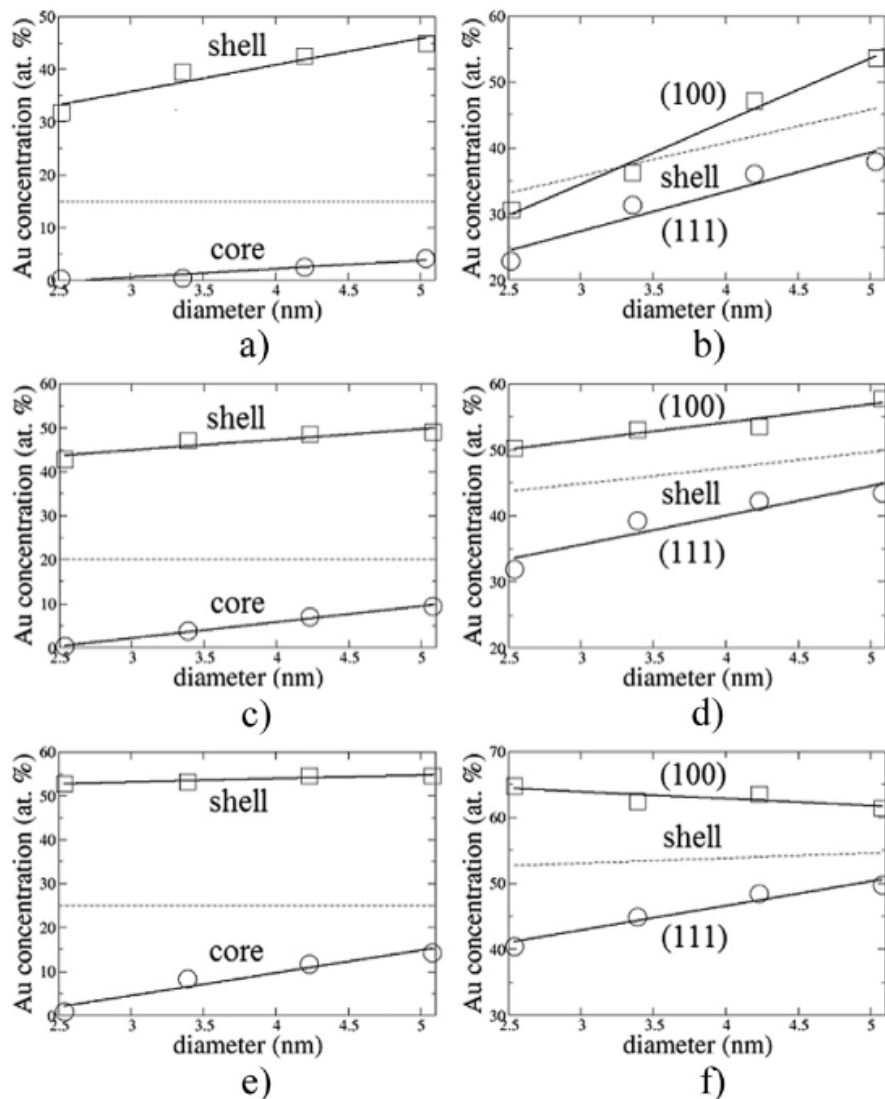 50
40
30
20
10
0
2.5
3
3.5
4
4.5
5
Au concentration (at. %)
diameter (nm)
shell
core
a)
60
50
40
30
20
2.5
3
3.5
4
4.5
5
Au concentration (at. %)
diameter (nm)
(100)
shell
(111)
b)
60
50
40
30
20
10
0
2.5
3
3.5
4
4.5
5
Au concentration (at. %)
diameter (nm)
shell
core
c)
60
50
40
30
20
2.5
3
3.5
4
4.5
5
Au concentration (at. %)
diameter (nm)
(100)
shell
(111)
d)
60
50
40
30
20
10
0
2.5
3
3.5
4
4.5
5
Au concentration (at. %)
diameter (nm)
shell
core
e)
70
60
50
40
30
2.5
3
3.5
4
4.5
5
Au concentration (at. %)
diameter (nm)
(100)
shell
(111)
f)